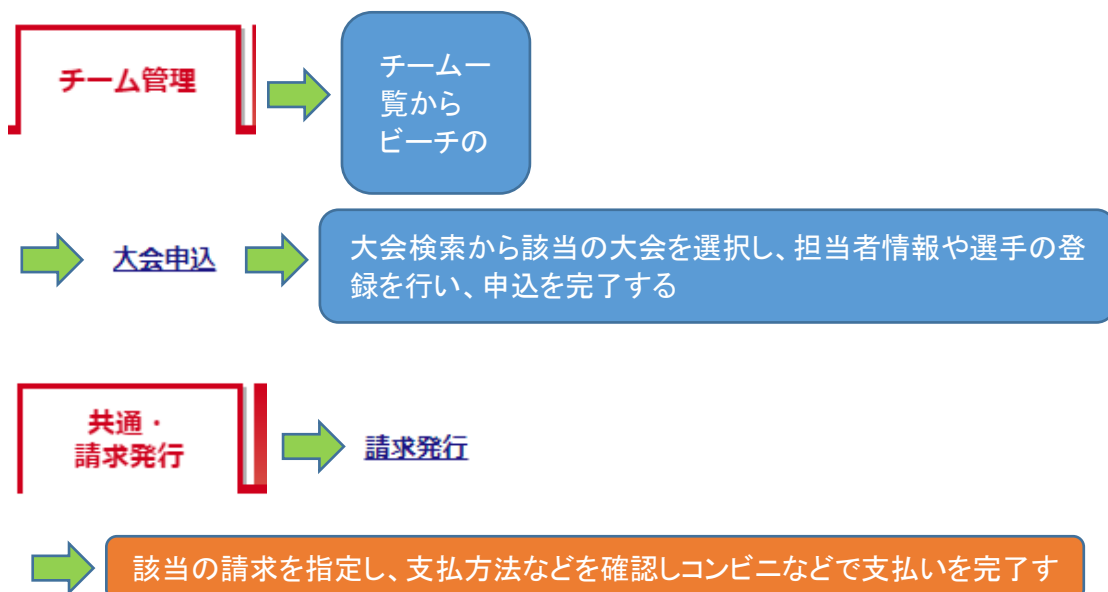 チーム管理
チーム一
覧から
ビーチの
大会申込
大会検索から該当の大会を選択し、担当者情報や選手の登
録を行い、申込を完了する
共通・
請求発行
請求発行
該当の請求を指定し、支払方法などを確認しコンビニなどで支払いを完了す